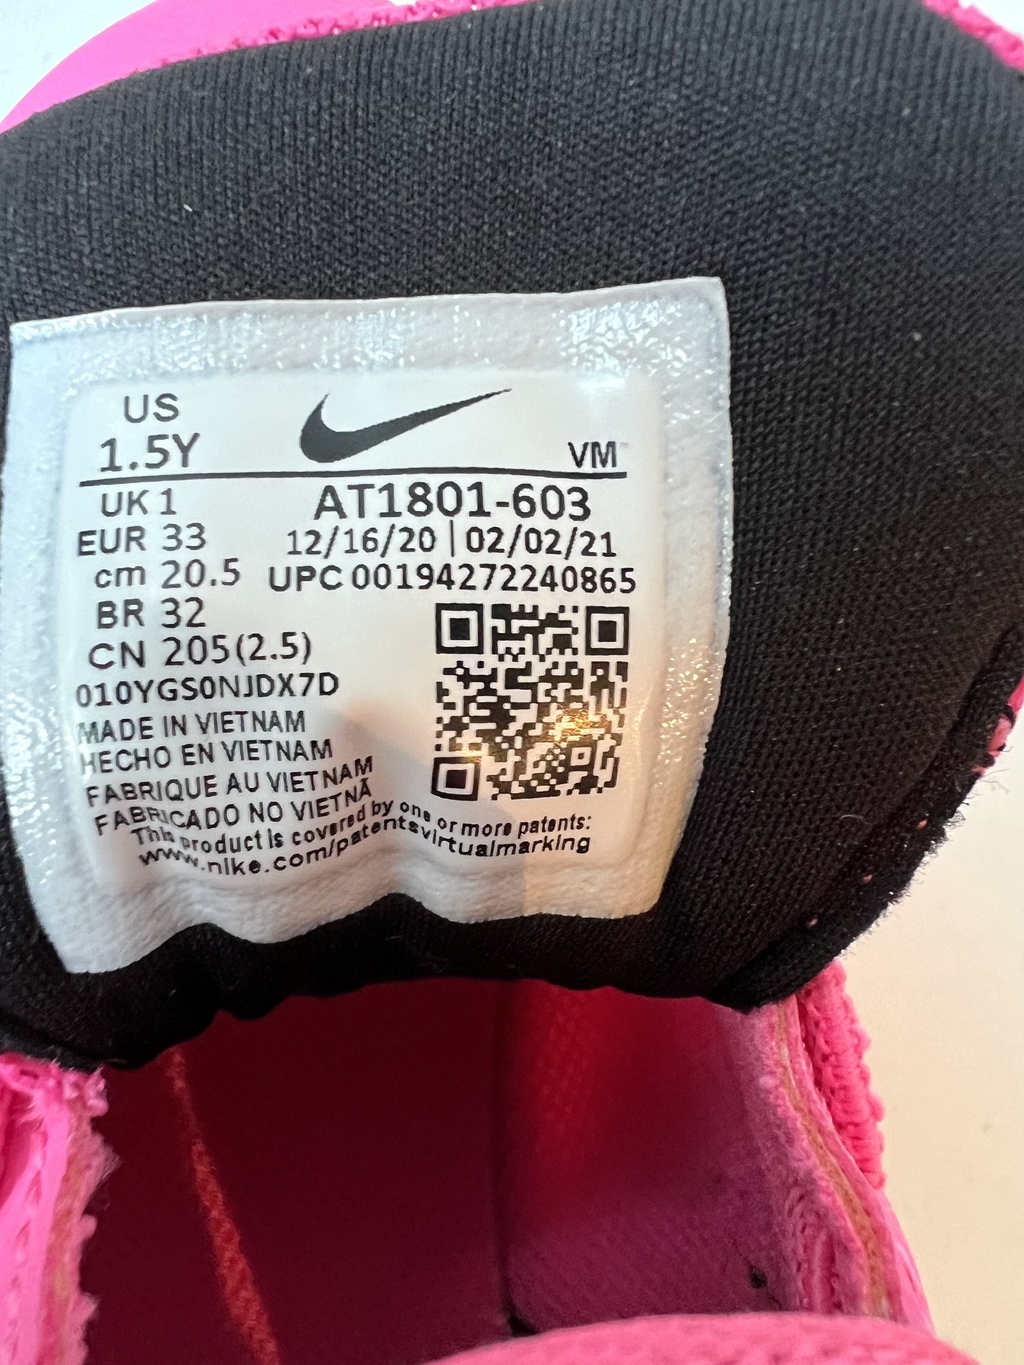 US
1.5Y
VM
UK 1
AT1801-603
EUR 33
12/16/20 | 02/02/21
cm 20.5
UPC 00194272240865
BR 32
CN 205(2.5)
010YGS0NJDX7D
MADE IN VIETNAM
HECHO EN VIETNAM
FABRIQUE AU VIETNAM
FABRICADO NO VIETNÃ
This product is covered by one or more patents:
www.nike.com/patentsvirtualmarking